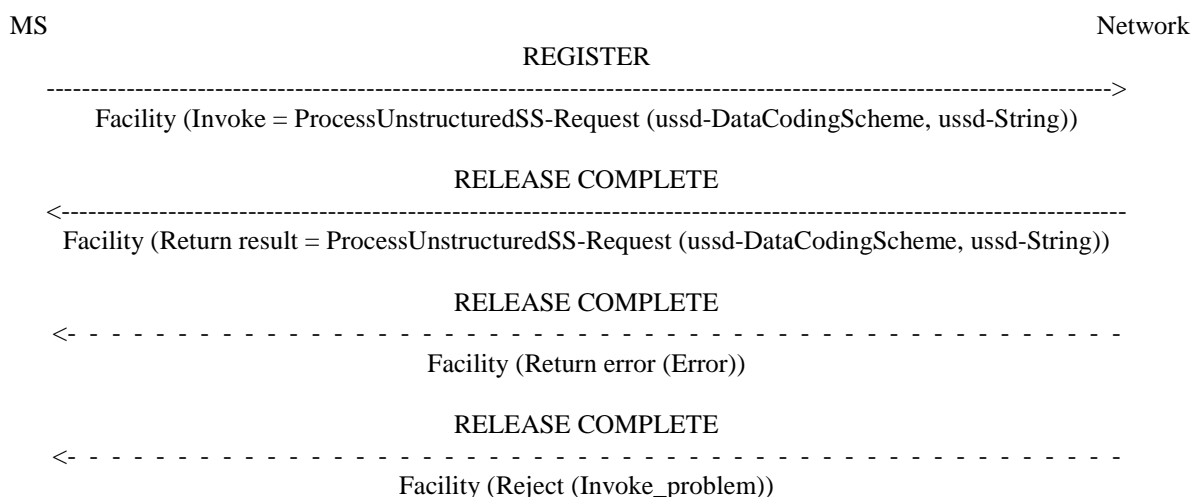 MS Network
REGISTER
------------------------------------------------------------------------------------------------------------------------>
Facility (Invoke = ProcessUnstructuredSS-Request (ussd-DataCodingScheme, ussd-String))
RELEASE COMPLETE
<------------------------------------------------------------------------------------------------------------------------
Facility (Return result = ProcessUnstructuredSS-Request (ussd-DataCodingScheme, ussd-String))
RELEASE COMPLETE
<- - - - - - - - - - - - - - - - - - - - - - - - - - - - - - - - - - - - - - - - - - - - - - - -
Facility (Return error (Error))
RELEASE COMPLETE
<- - - - - - - - - - - - - - - - - - - - - - - - - - - - - - - - - - - - - - - - - - - - - - - -
Facility (Reject (Invoke_problem))